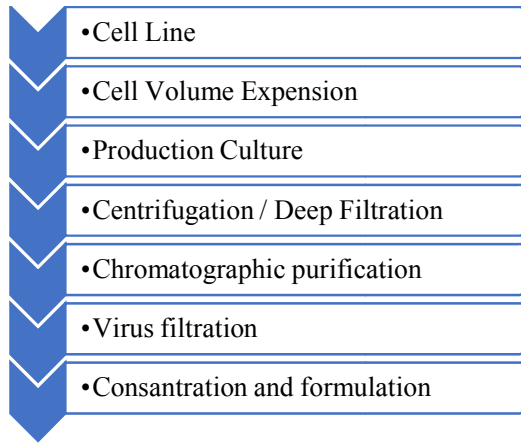 •Cell Line
•Cell Volume Expension
•Production Culture
•Centrifugation / Deep Filtration
•Chromatographic purification
•Virus filtration
•Consantration and formulation